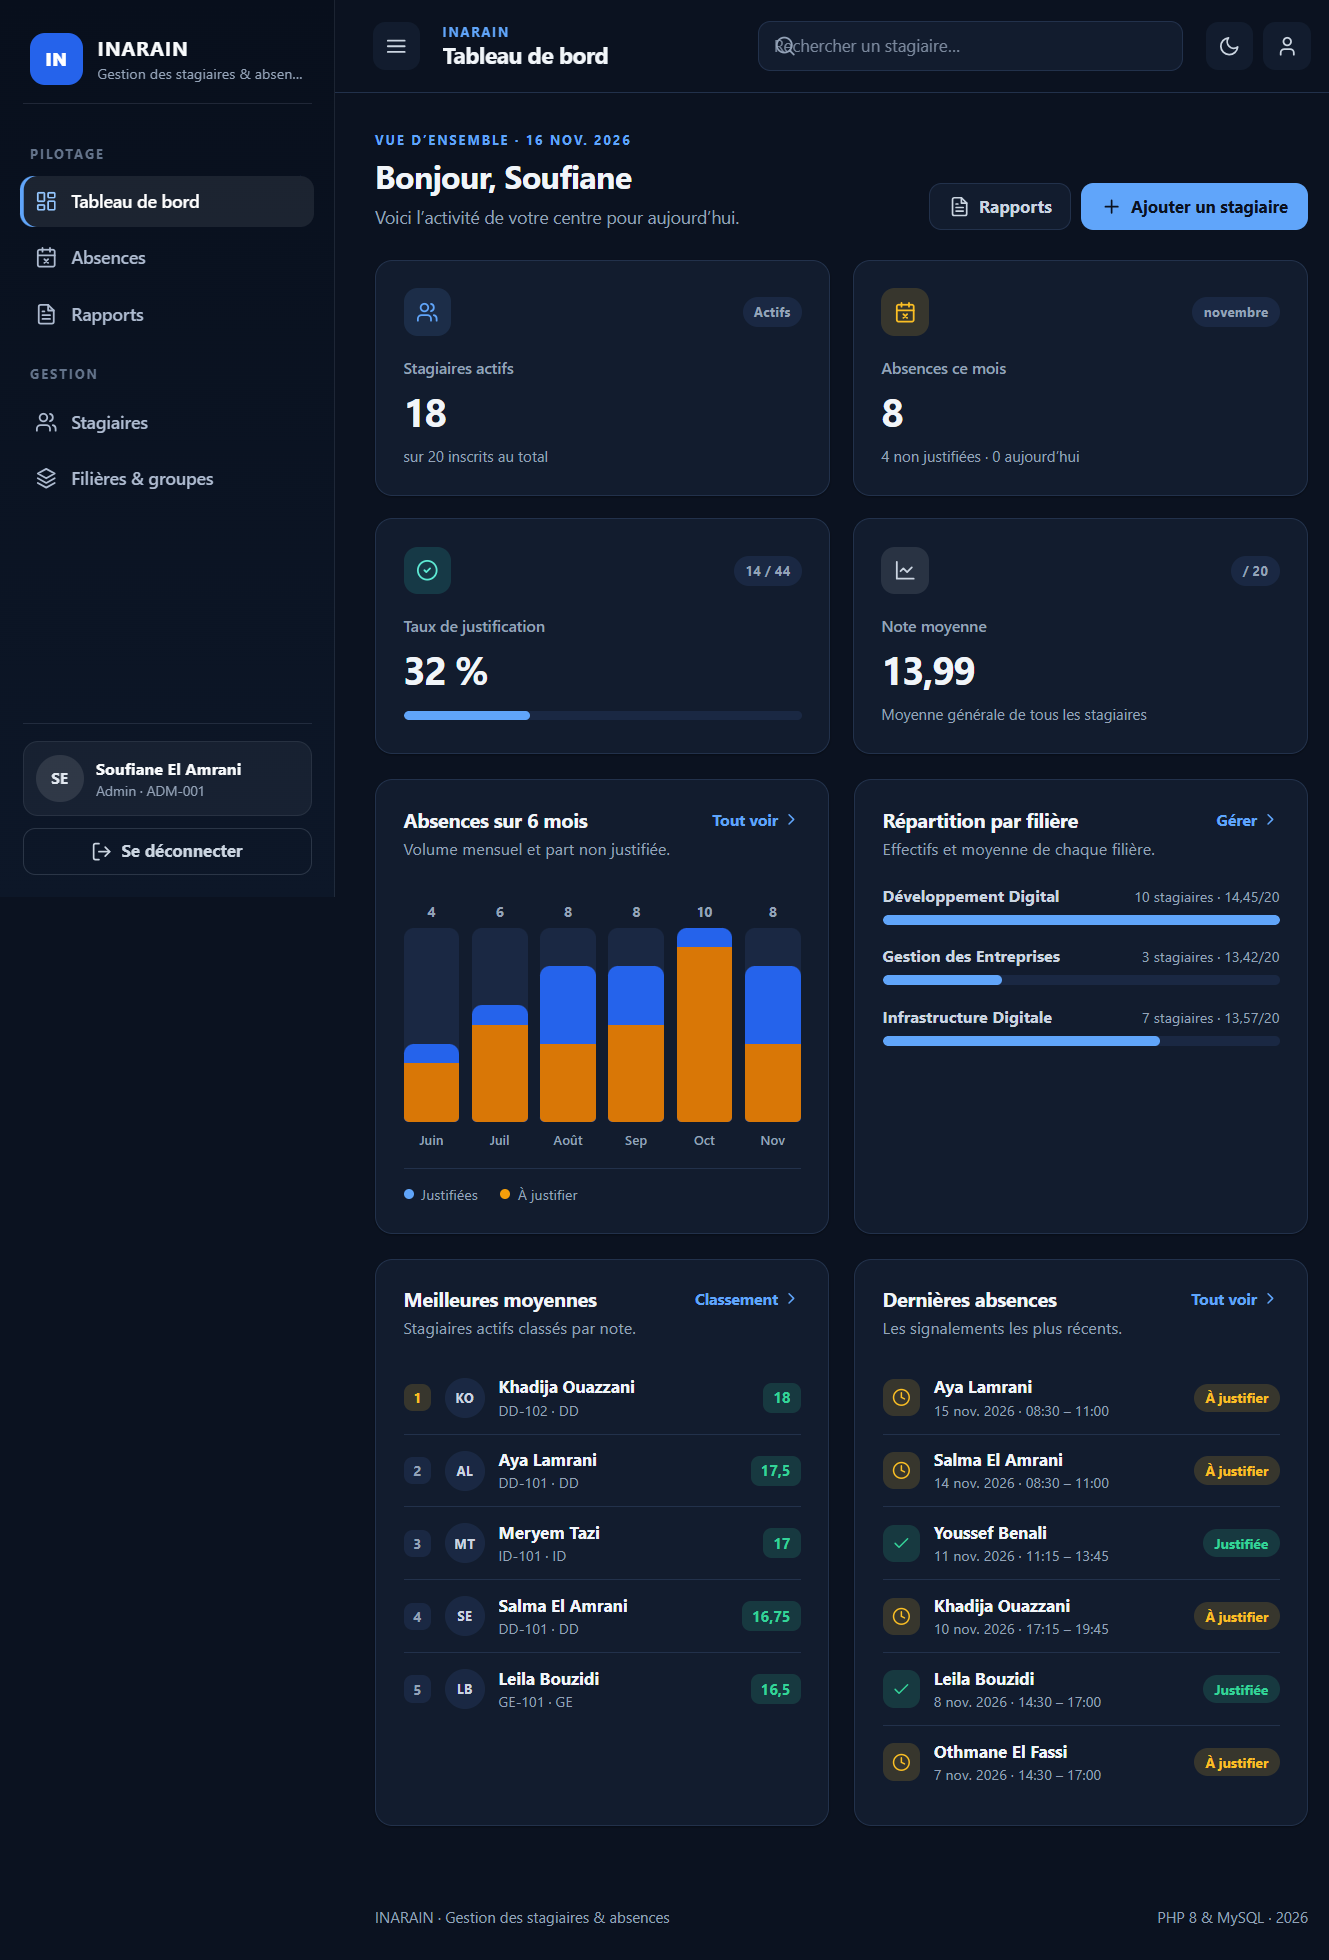 IN
INARAIN
Gestion des stagiaires & absen...
PILOTAGE
Tableau de bord
Absences
Rapports
GESTION
Stagiaires
Filières & groupes
SE
Soufiane El Amrani
Admin · ADM-001
Se déconnecter
INARAIN
Tableau de bord
Rechercher un stagiaire...
VUE D’ENSEMBLE · 16 NOV. 2026
Bonjour, Soufiane
Voici l’activité de votre centre pour aujourd’hui.
Rapports
Ajouter un stagiaire
Actifs
Stagiaires actifs
18
sur 20 inscrits au total
novembre
Absences ce mois
8
4 non justifiées · 0 aujourd’hui
14 / 44
Taux de justification
32 %
/ 20
Note moyenne
13,99
Moyenne générale de tous les stagiaires
Absences sur 6 mois
Tout voir
Volume mensuel et part non justifiée.
4 6 8 8 10 8
Juin Juil Août Sep Oct Nov
Justifiées À justifier
Répartition par filière
Gérer
Effectifs et moyenne de chaque filière.
Développement Digital 10 stagiaires · 14,45/20
Gestion des Entreprises 3 stagiaires · 13,42/20
Infrastructure Digitale 7 stagiaires · 13,57/20
Meilleures moyennes
Classement
Stagiaires actifs classés par note.
1 KO Khadija Ouazzani 18
DD-102 · DD
2 AL Aya Lamrani 17,5
DD-101 · DD
3 MT Meryem Tazi 17
ID-101 · ID
4 SE Salma El Amrani 16,75
DD-101 · DD
5 LB Leila Bouzidi 16,5
GE-101 · GE
Dernières absences
Tout voir
Les signalements les plus récents.
Aya Lamrani À justifier
15 nov. 2026 · 08:30 – 11:00
Salma El Amrani À justifier
14 nov. 2026 · 08:30 – 11:00
Youssef Benali Justifiée
11 nov. 2026 · 11:15 – 13:45
Khadija Ouazzani À justifier
10 nov. 2026 · 17:15 – 19:45
Leila Bouzidi Justifiée
8 nov. 2026 · 14:30 – 17:00
Othmane El Fassi À justifier
7 nov. 2026 · 14:30 – 17:00
INARAIN · Gestion des stagiaires & absences
PHP 8 & MySQL · 2026